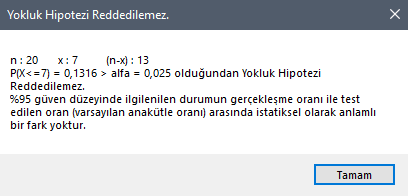 Yokluk Hipotezi Reddedilemez.
n : 20 x : 7 (n-x) : 13
P(X<=7) = 0,1316 > alfa = 0,025 olduğundan Yokluk Hipotezi
Reddedilemez.
%95 güven düzeyinde ilgilenilen durumun gerçekleşme oranı ile test
edilen oran (varsayılan anakütle oranı) arasında istatiksel olarak anlamlı
bir fark yoktur.
Tamam